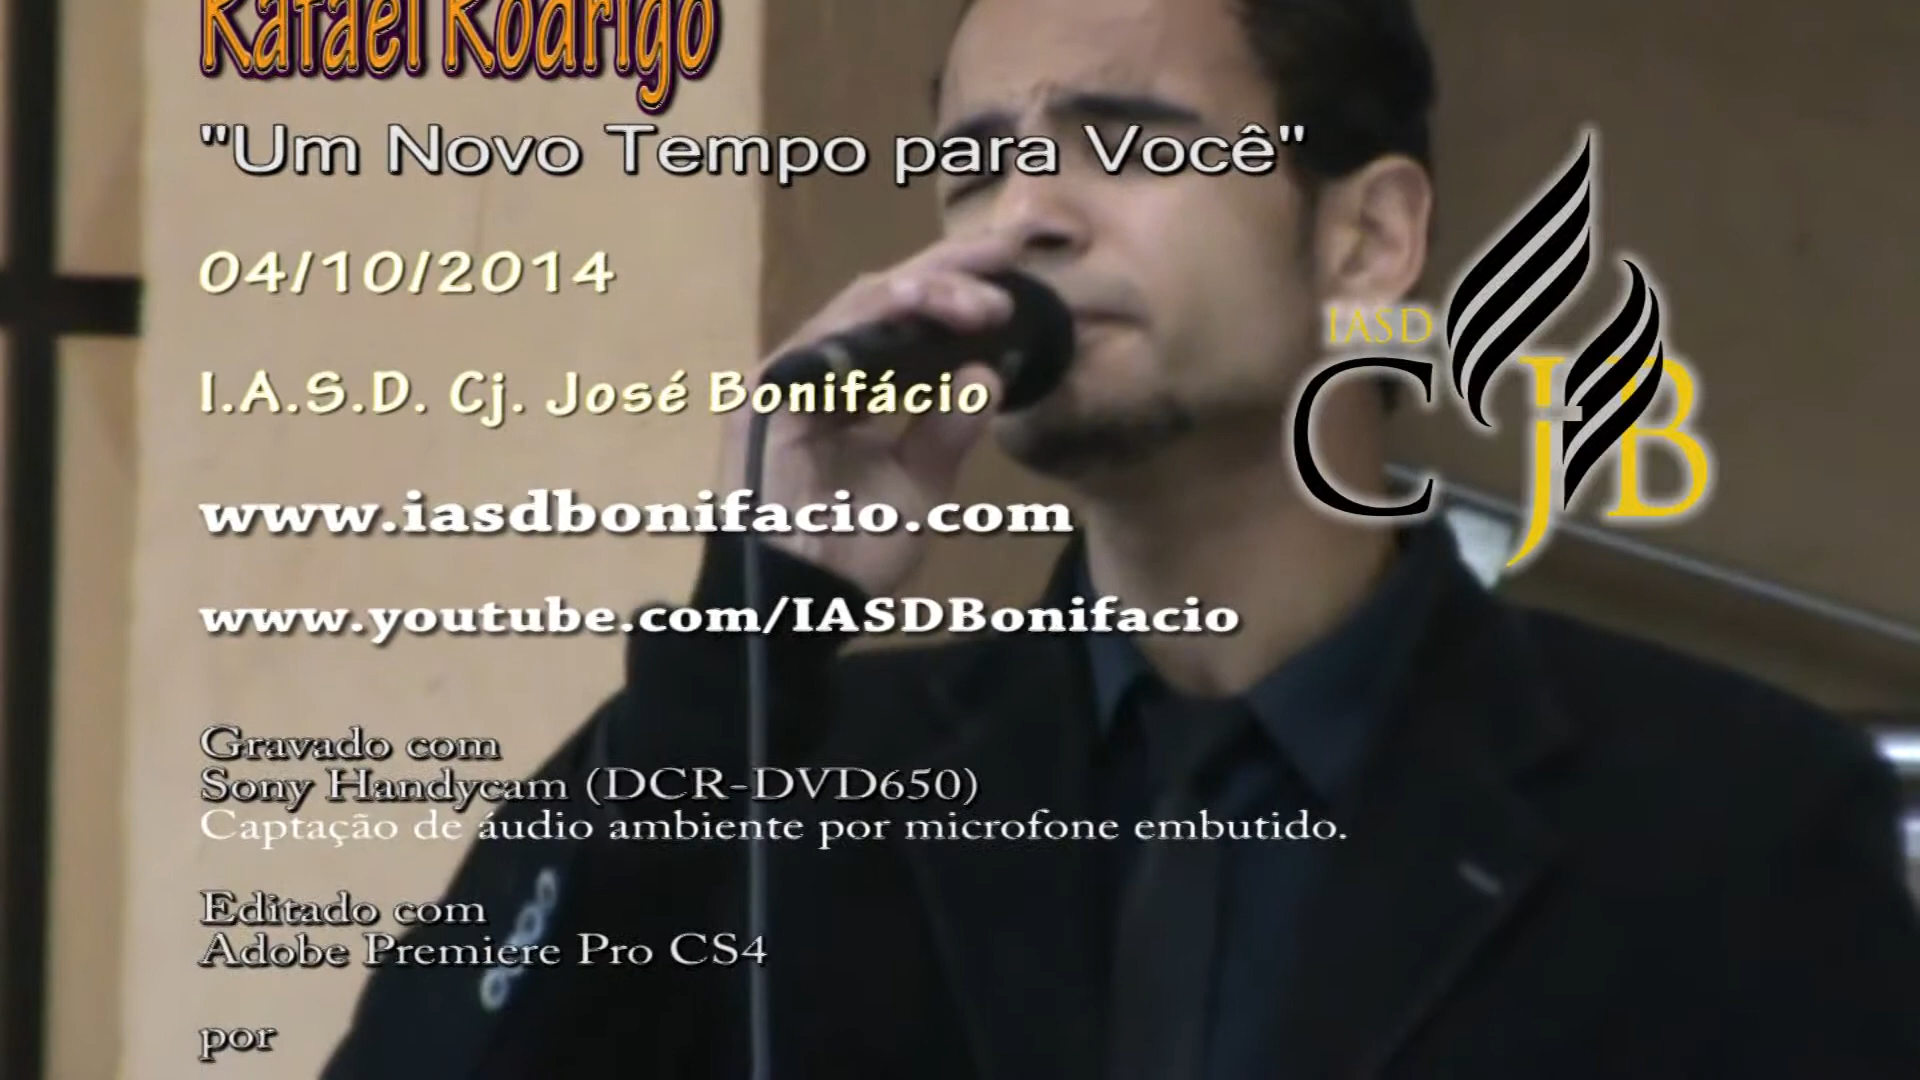 Rafael Rodrigo
"Um Novo Tempo para Você"
04/10/2014
IASD
CJB
I.A.S.D. Cj. José Bonifácio
www.iasdbonifacio.com
www.youtube.com/IASDBonifacio
Gravado com
Sony Handycam (DCR-DVD650)
Captação de áudio ambiente por microfone embutido.
Editado com
Adobe Premiere Pro CS4
por